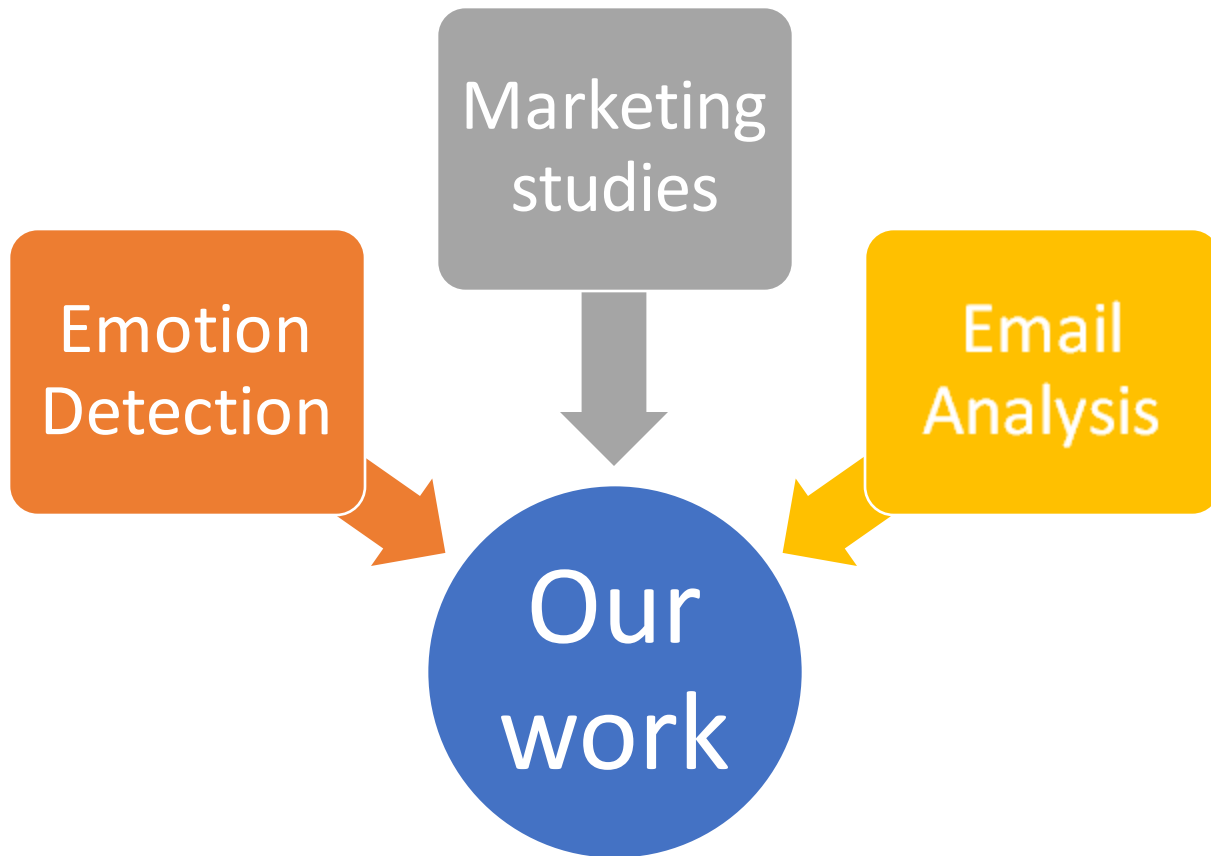 Marketing
studies
Emotion
Detection
Email
Analysis
Our
work